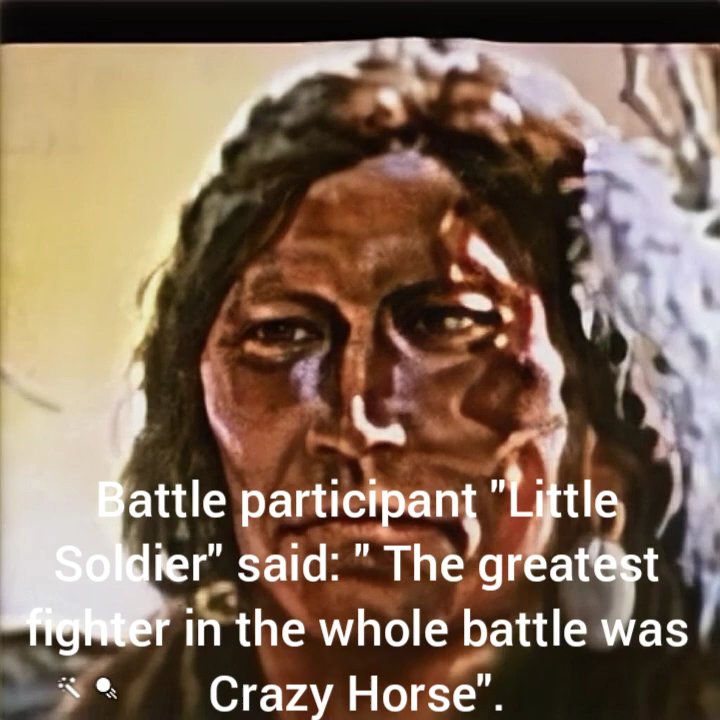 Battle participant "Little
Soldier" said: " The greatest
fighter in the whole battle was
Crazy Horse".